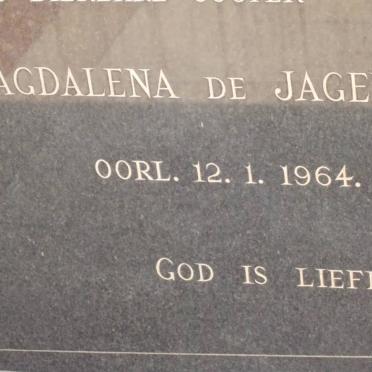 AGDALENA DE JAGE
OORL. 12. 1. 1964.
GOD IS LIEF